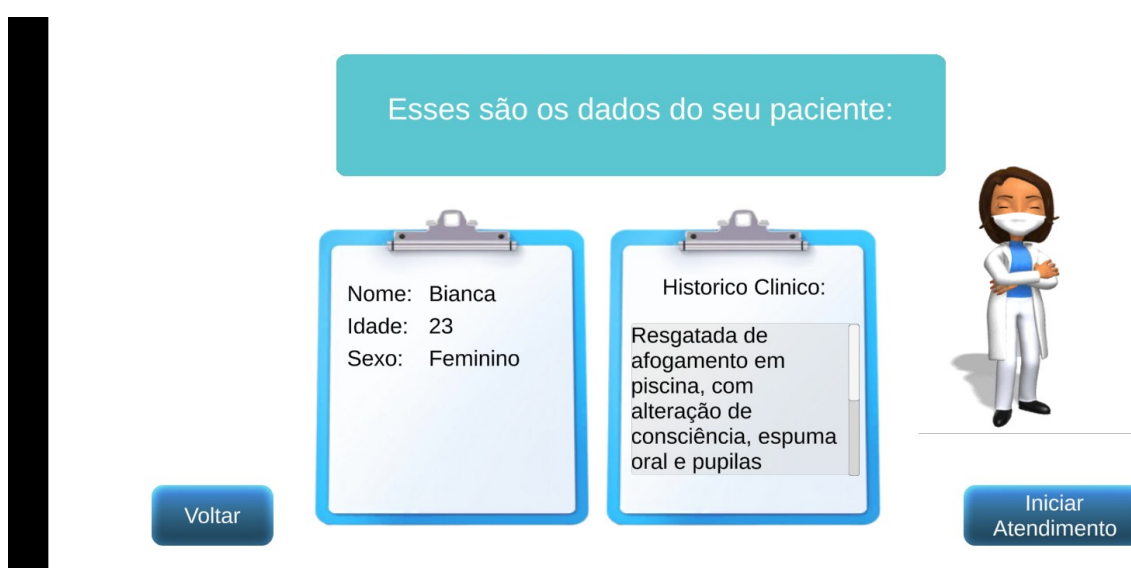 Esses são os dados do seu paciente:
Nome: Bianca
Idade: 23
Sexo: Feminino
Historico Clinico:
Resgatada de
afogamento em
piscina, com
alteração de
consciência, espuma
oral e pupilas
Voltar
Iniciar
Atendimento